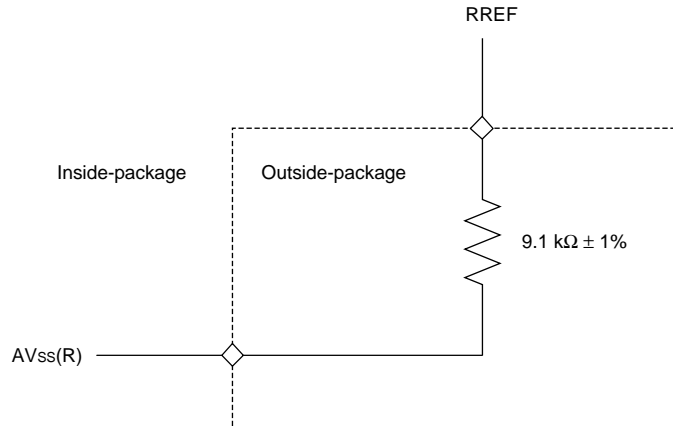 RREF
Inside-package
Outside-package
9.1 kΩ ± 1%
AVss(R)